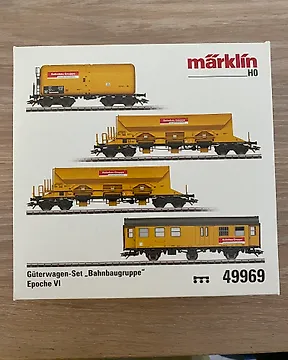 märklin
H0
Güterwagen-Set „Bahnbaugruppe“
Epoche VI
49969